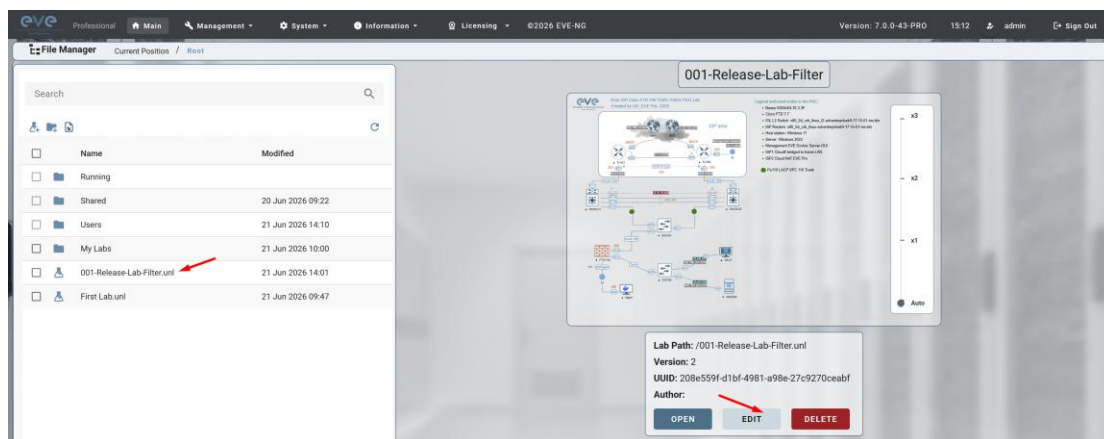 eve Professional Main Management System Information Licensing ©2026 EVE-NG Version: 7.0.0-43-PRO 15:12 admin Sign Out
File Manager Current Position / Root
001-Release-Lab-Filter
Search
Name Modified
Running
Shared 20 Jun 2026 09:22
Users 21 Jun 2026 14:10
My Labs 21 Jun 2026 10:00
001-Release-Lab-Filter.unl 21 Jun 2026 14:01
First Lab.unl 21 Jun 2026 09:47
eve
x3
x2
x1
Auto
Lab Path: /001-Release-Lab-Filter.unl
Version: 2
UUID: 208e559f-d1bf-4981-a98e-27c9270ceabf
Author:
OPEN EDIT DELETE